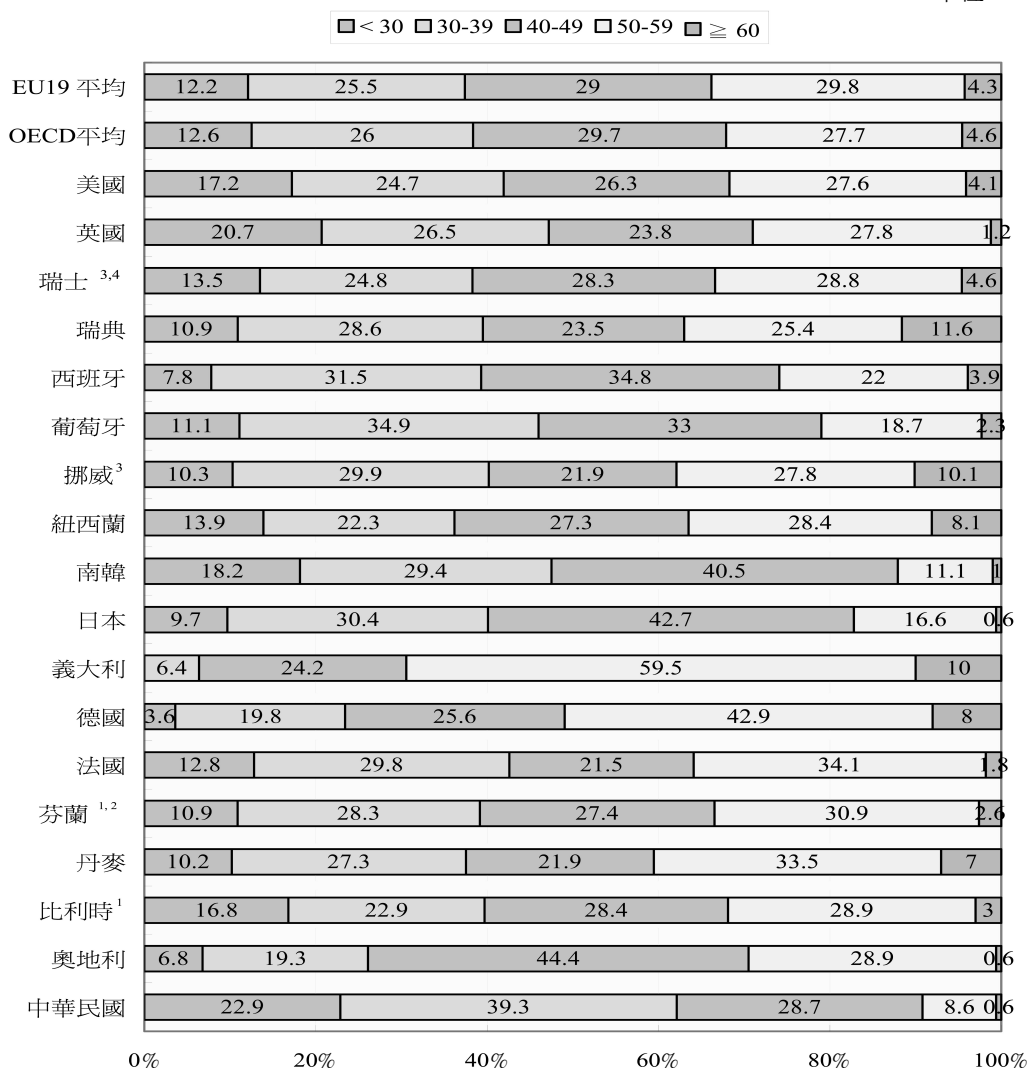 < 30 30-39 40-49 50-59 ≧ 60
EU19 平均 12.2 25.5 29 29.8 4.3
OECD平均 12.6 26 29.7 27.7 4.6
美國 17.2 24.7 26.3 27.6 4.1
英國 20.7 26.5 23.8 27.8 1.2
瑞士 3,4 13.5 24.8 28.3 28.8 4.6
瑞典 10.9 28.6 23.5 25.4 11.6
西班牙 7.8 31.5 34.8 22 3.9
葡萄牙 11.1 34.9 33 18.7 2.3
挪威3 10.3 29.9 21.9 27.8 10.1
紐西蘭 13.9 22.3 27.3 28.4 8.1
南韓 18.2 29.4 40.5 11.1 1
日本 9.7 30.4 42.7 16.6 0.6
義大利 6.4 24.2 59.5 10
德國 3.6 19.8 25.6 42.9 8
法國 12.8 29.8 21.5 34.1 1.8
芬蘭 1,2 10.9 28.3 27.4 30.9 2.6
丹麥 10.2 27.3 21.9 33.5 7
比利時1 16.8 22.9 28.4 28.9 3
奧地利 6.8 19.3 44.4 28.9 0.6
中華民國 22.9 39.3 28.7 8.6 0.6
0% 20% 40% 60% 80% 100%